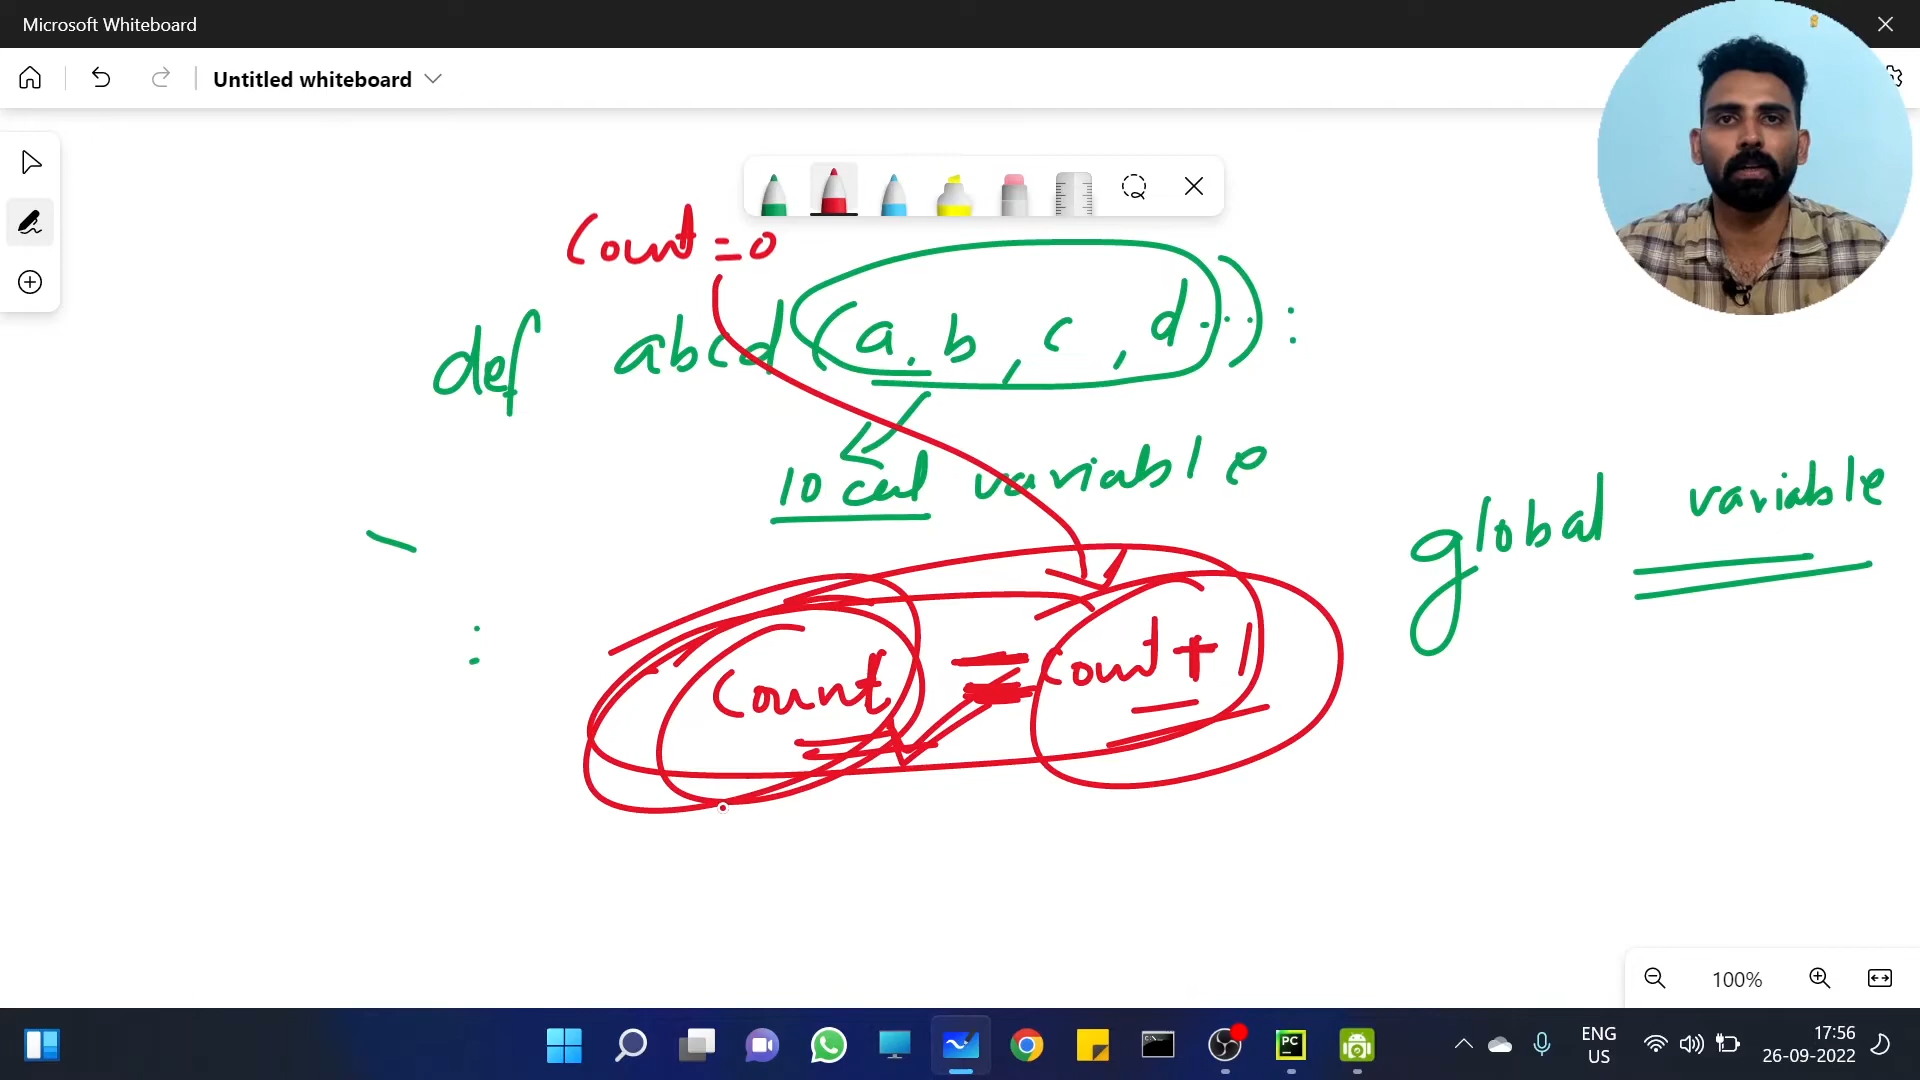 Microsoft Whiteboard
Untitled whiteboard
Count = 0
def abcd (a, b, c, d...):
variable
global variable
Count = Count + 1
100%
ENG
US
17:56
26-09-2022
PC